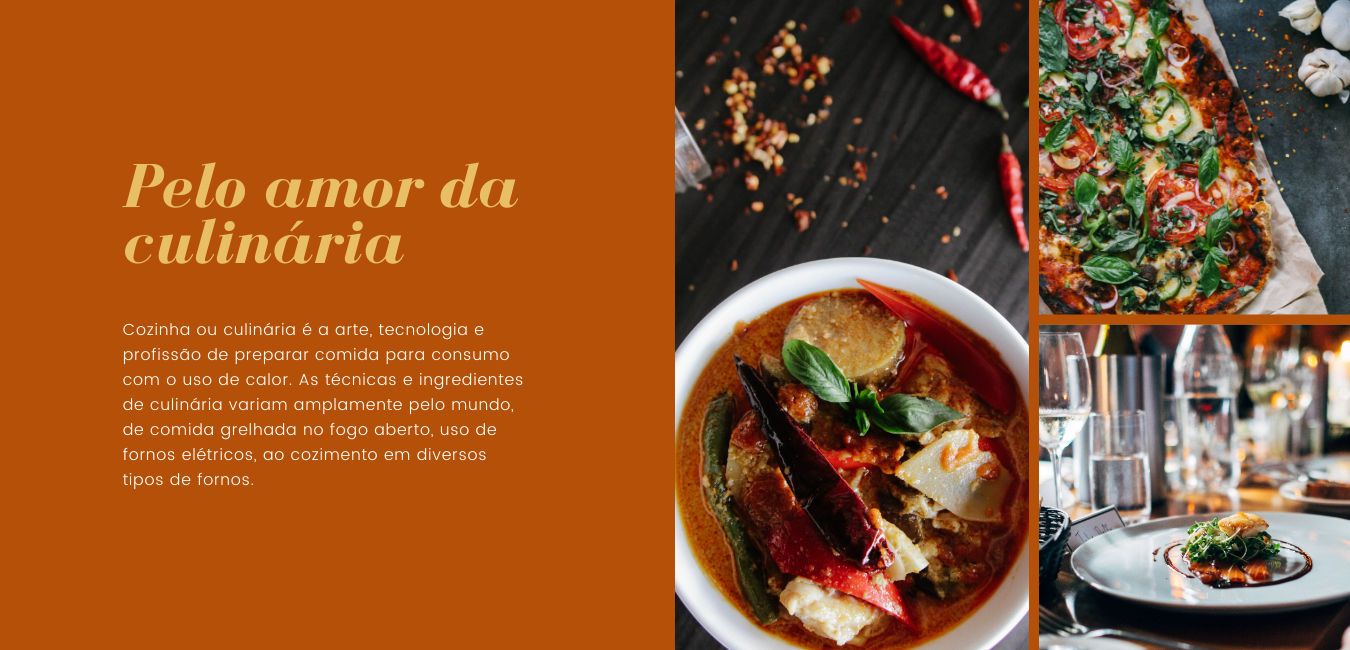 Pelo amor da
culinária
Cozinha ou culinária é a arte, tecnologia e
profissão de preparar comida para consumo
com o uso de calor. As técnicas e ingredientes
de culinária variam amplamente pelo mundo,
de comida grelhada no fogo aberto, uso de
fornos elétricos, ao cozimento em diversos
tipos de fornos.